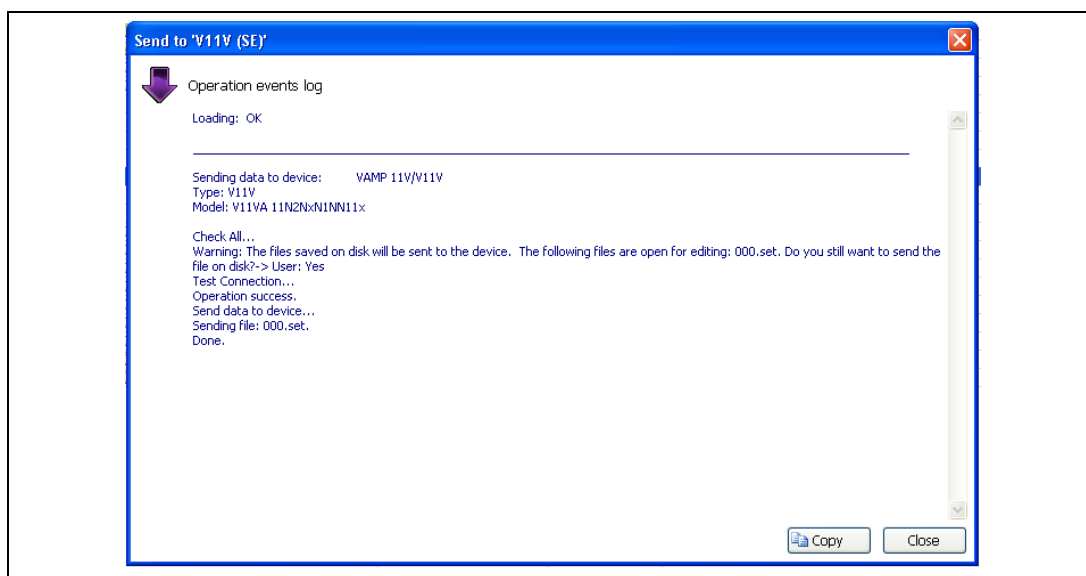 Send to 'V11V (SE)'
Operation events log
Loading: OK
Sending data to device: VAMP 11V/V11V
Type: V11V
Model: V11VA 11N2NxN1NN11x
Check All...
Warning: The files saved on disk will be sent to the device. The following files are open for editing: 000.set. Do you still want to send the
file on disk?-> User: Yes
Test Connection...
Operation success.
Send data to device...
Sending file: 000.set.
Done.
Copy
Close